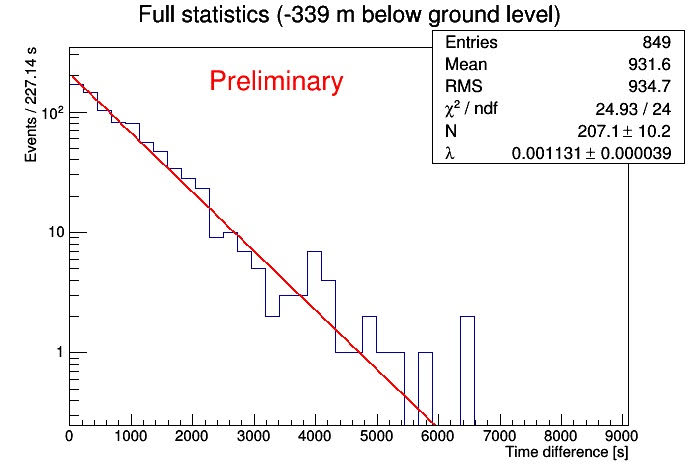 Full statistics (-339 m below ground level)
Entries 849
Mean 931.6
RMS 934.7
χ² / ndf 24.93 / 24
N 207.1 ± 10.2
λ 0.001131 ± 0.000039
Preliminary
Events / 227.14 s
10²
10
1
0 1000 2000 3000 4000 5000 6000 7000 8000 9000
Time difference [s]